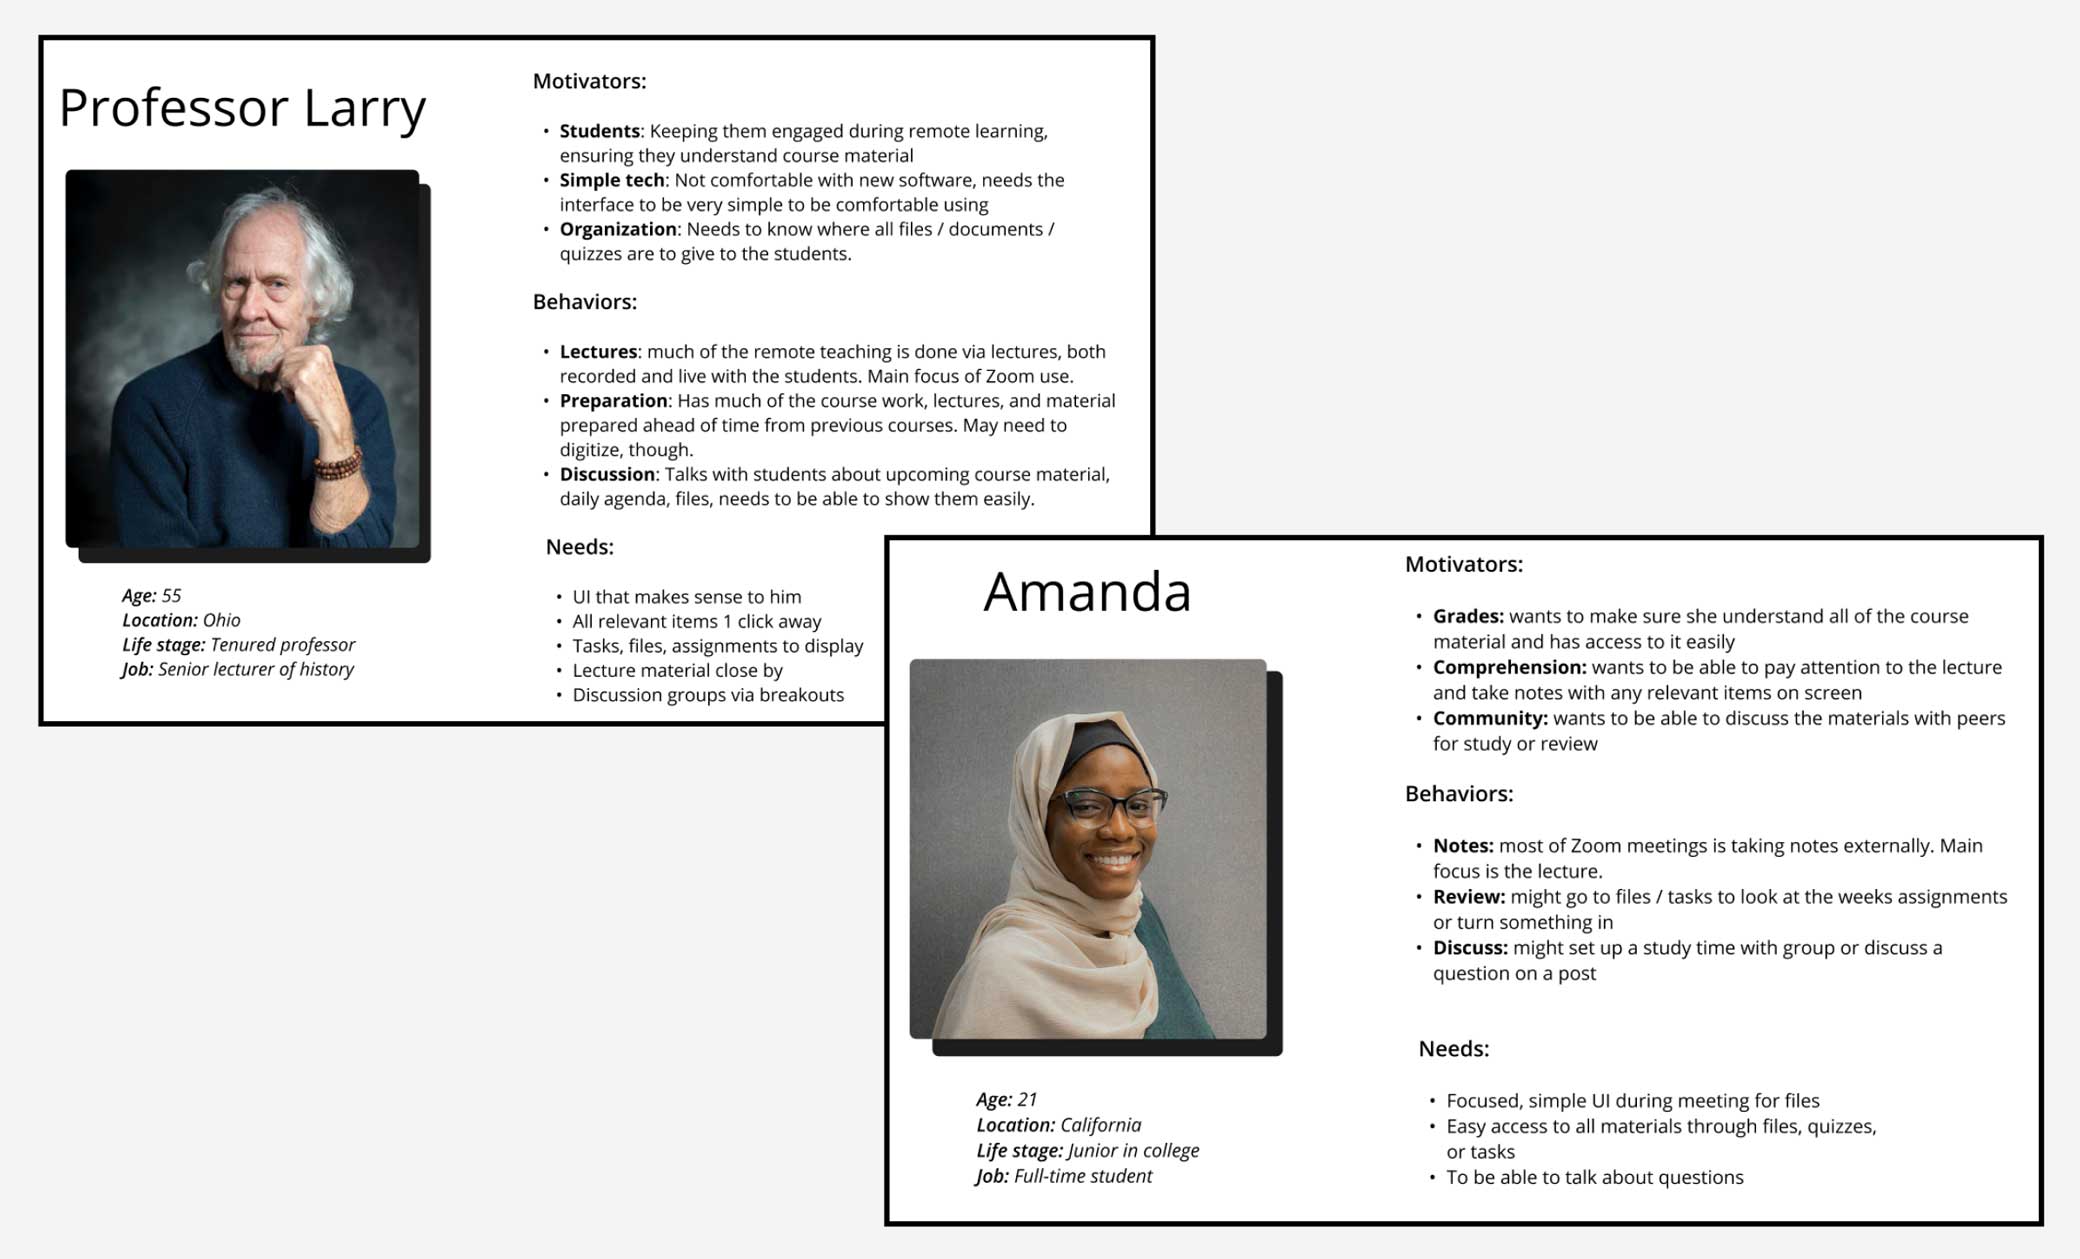 Professor Larry
Age: 55
Location: Ohio
Life stage: Tenured professor
Job: Senior lecturer of history
Motivators:
• Students: Keeping them engaged during remote learning,
ensuring they understand course material
• Simple tech: Not comfortable with new software, needs the
interface to be very simple to be comfortable using
• Organization: Needs to know where all files / documents /
quizzes are to give to the students.
Behaviors:
• Lectures: much of the remote teaching is done via lectures, both
recorded and live with the students. Main focus of Zoom use.
• Preparation: Has much of the course work, lectures, and material
prepared ahead of time from previous courses. May need to
digitize, though.
• Discussion: Talks with students about upcoming course material,
daily agenda, files, needs to be able to show them easily.
Needs:
• UI that makes sense to him
• All relevant items 1 click away
• Tasks, files, assignments to display
• Lecture material close by
• Discussion groups via breakouts
Amanda
Age: 21
Location: California
Life stage: Junior in college
Job: Full-time student
Motivators:
• Grades: wants to make sure she understand all of the course
material and has access to it easily
• Comprehension: wants to be able to pay attention to the lecture
and take notes with any relevant items on screen
• Community: wants to be able to discuss the materials with peers
for study or review
Behaviors:
• Notes: most of Zoom meetings is taking notes externally. Main
focus is the lecture.
• Review: might go to files / tasks to look at the weeks assignments
or turn something in
• Discuss: might set up a study time with group or discuss a
question on a post
Needs:
• Focused, simple UI during meeting for files
• Easy access to all materials through files, quizzes,
or tasks
• To be able to talk about questions